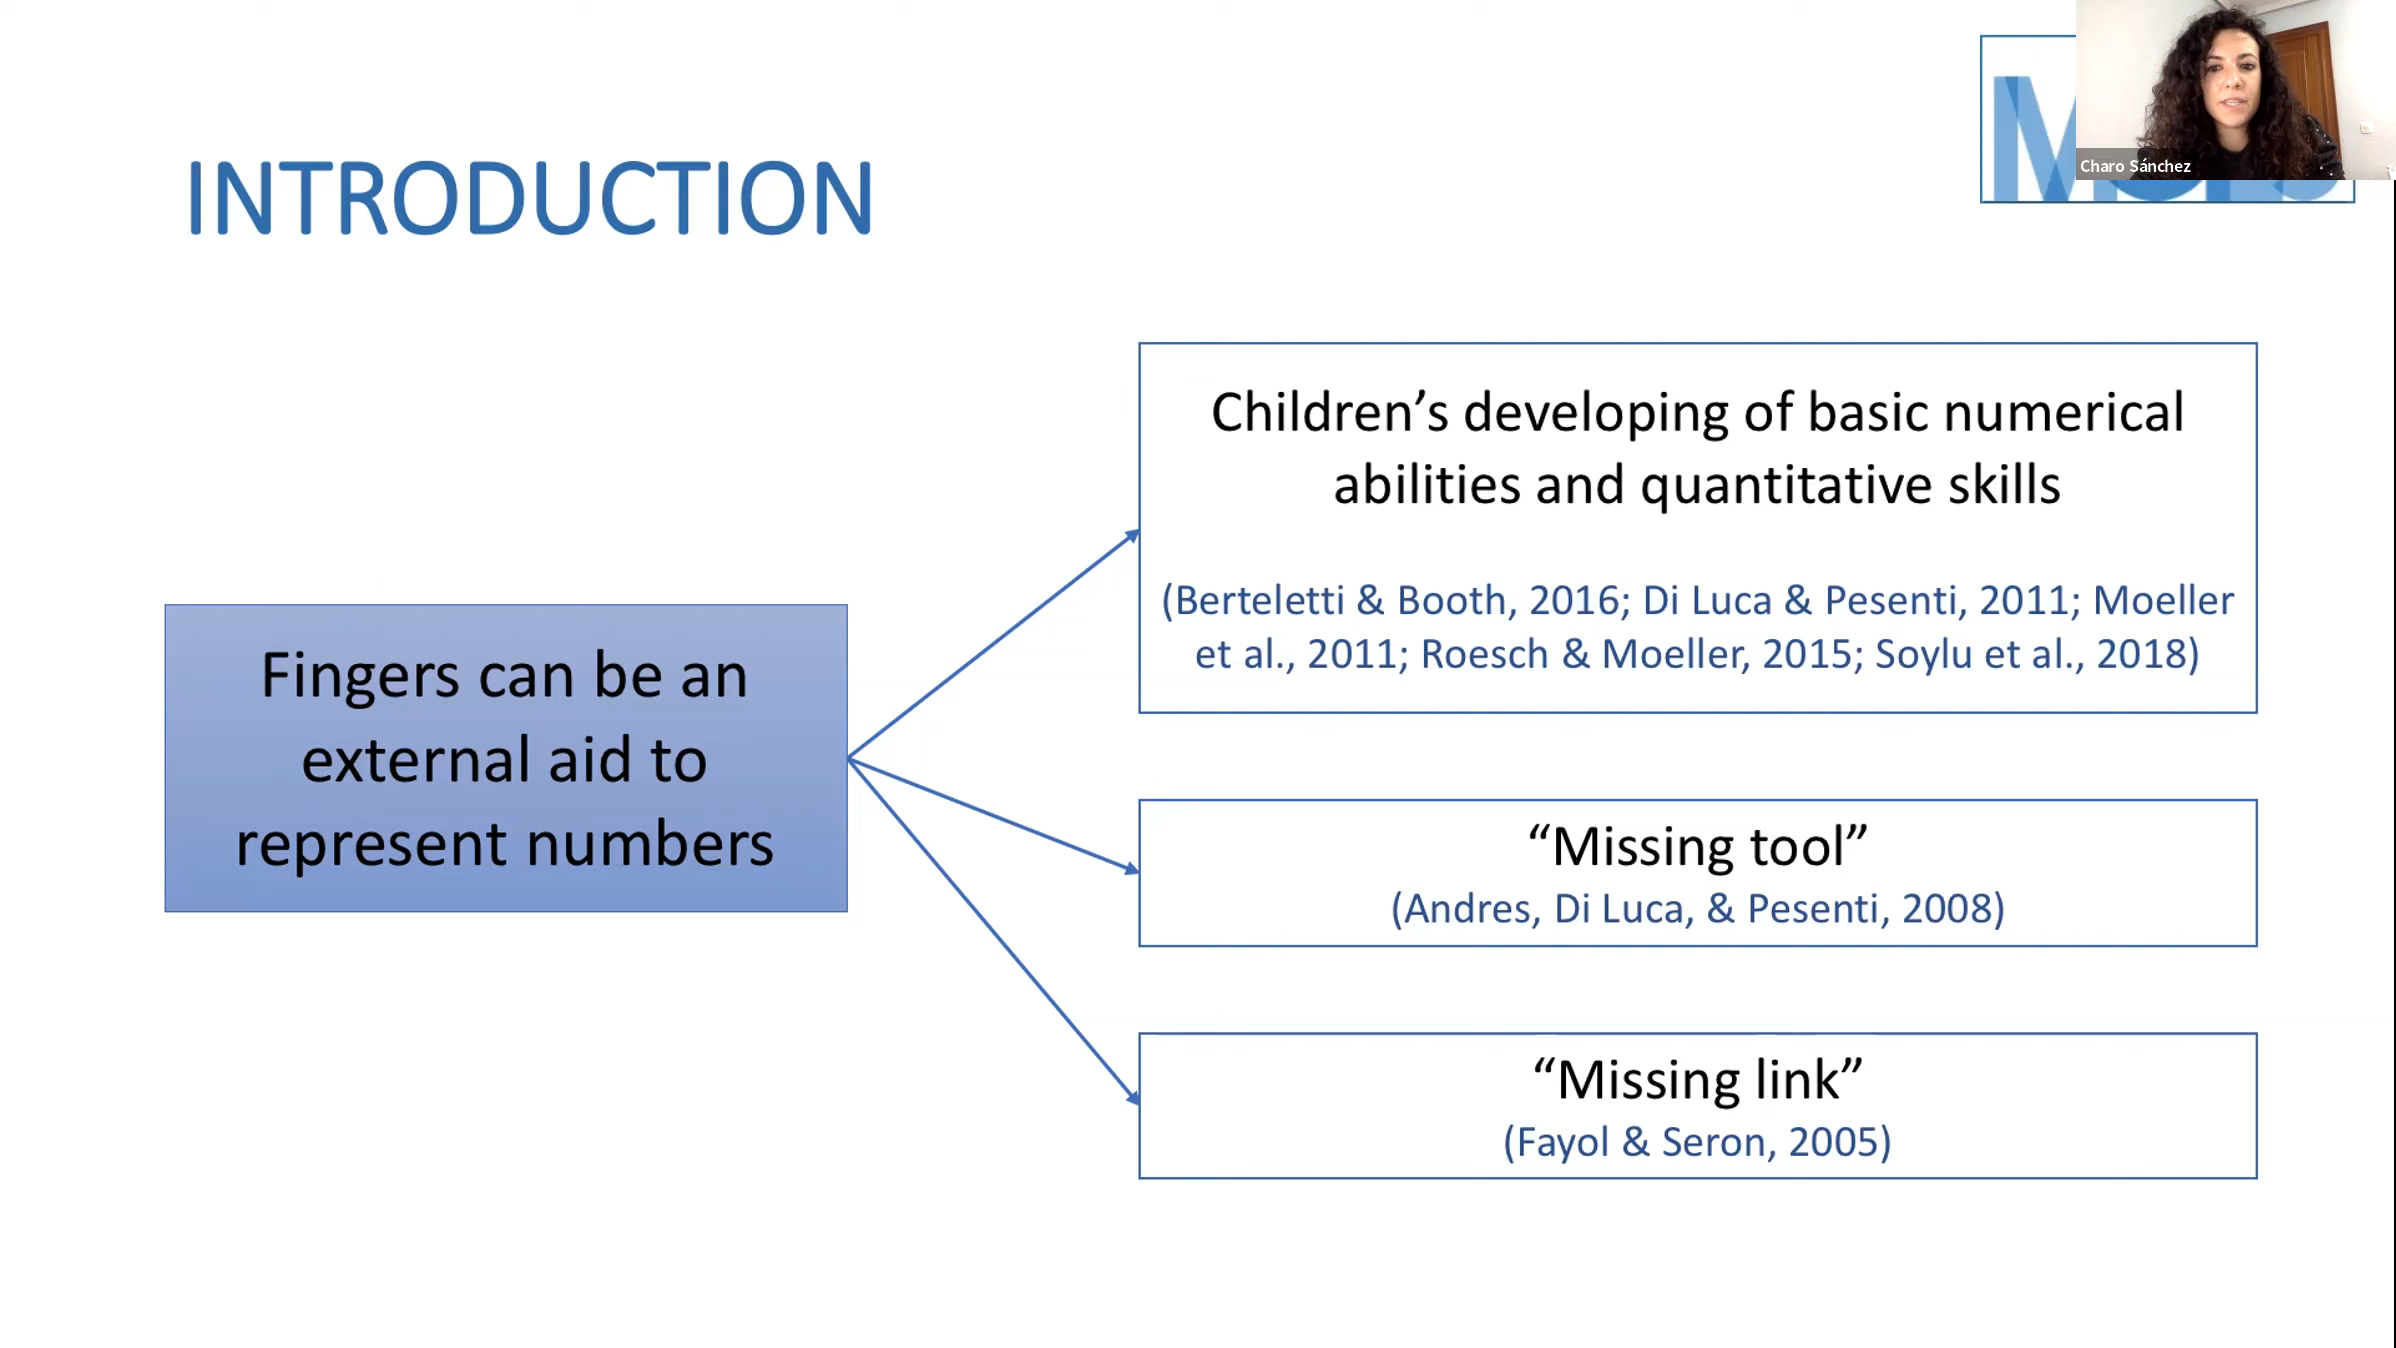 INTRODUCTION
Charo Sánchez
Fingers can be an
external aid to
represent numbers
Children’s developing of basic numerical
abilities and quantitative skills
(Berteletti & Booth, 2016; Di Luca & Pesenti, 2011; Moeller
et al., 2011; Roesch & Moeller, 2015; Soylu et al., 2018)
“Missing tool”
(Andres, Di Luca, & Pesenti, 2008)
“Missing link”
(Fayol & Seron, 2005)